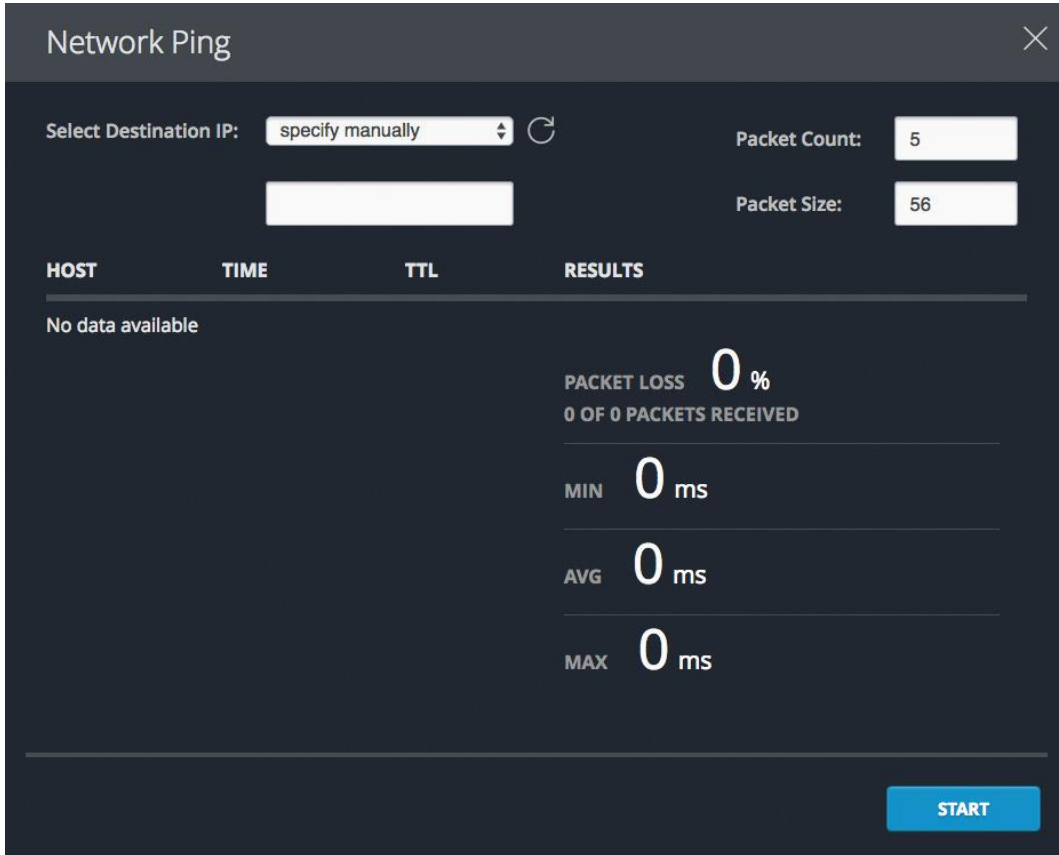 Network Ping
Select Destination IP: specify manually
Packet Count: 5
Packet Size: 56
HOST TIME TTL RESULTS
No data available
PACKET LOSS 0 %
0 OF 0 PACKETS RECEIVED
MIN 0 ms
AVG 0 ms
MAX 0 ms
START